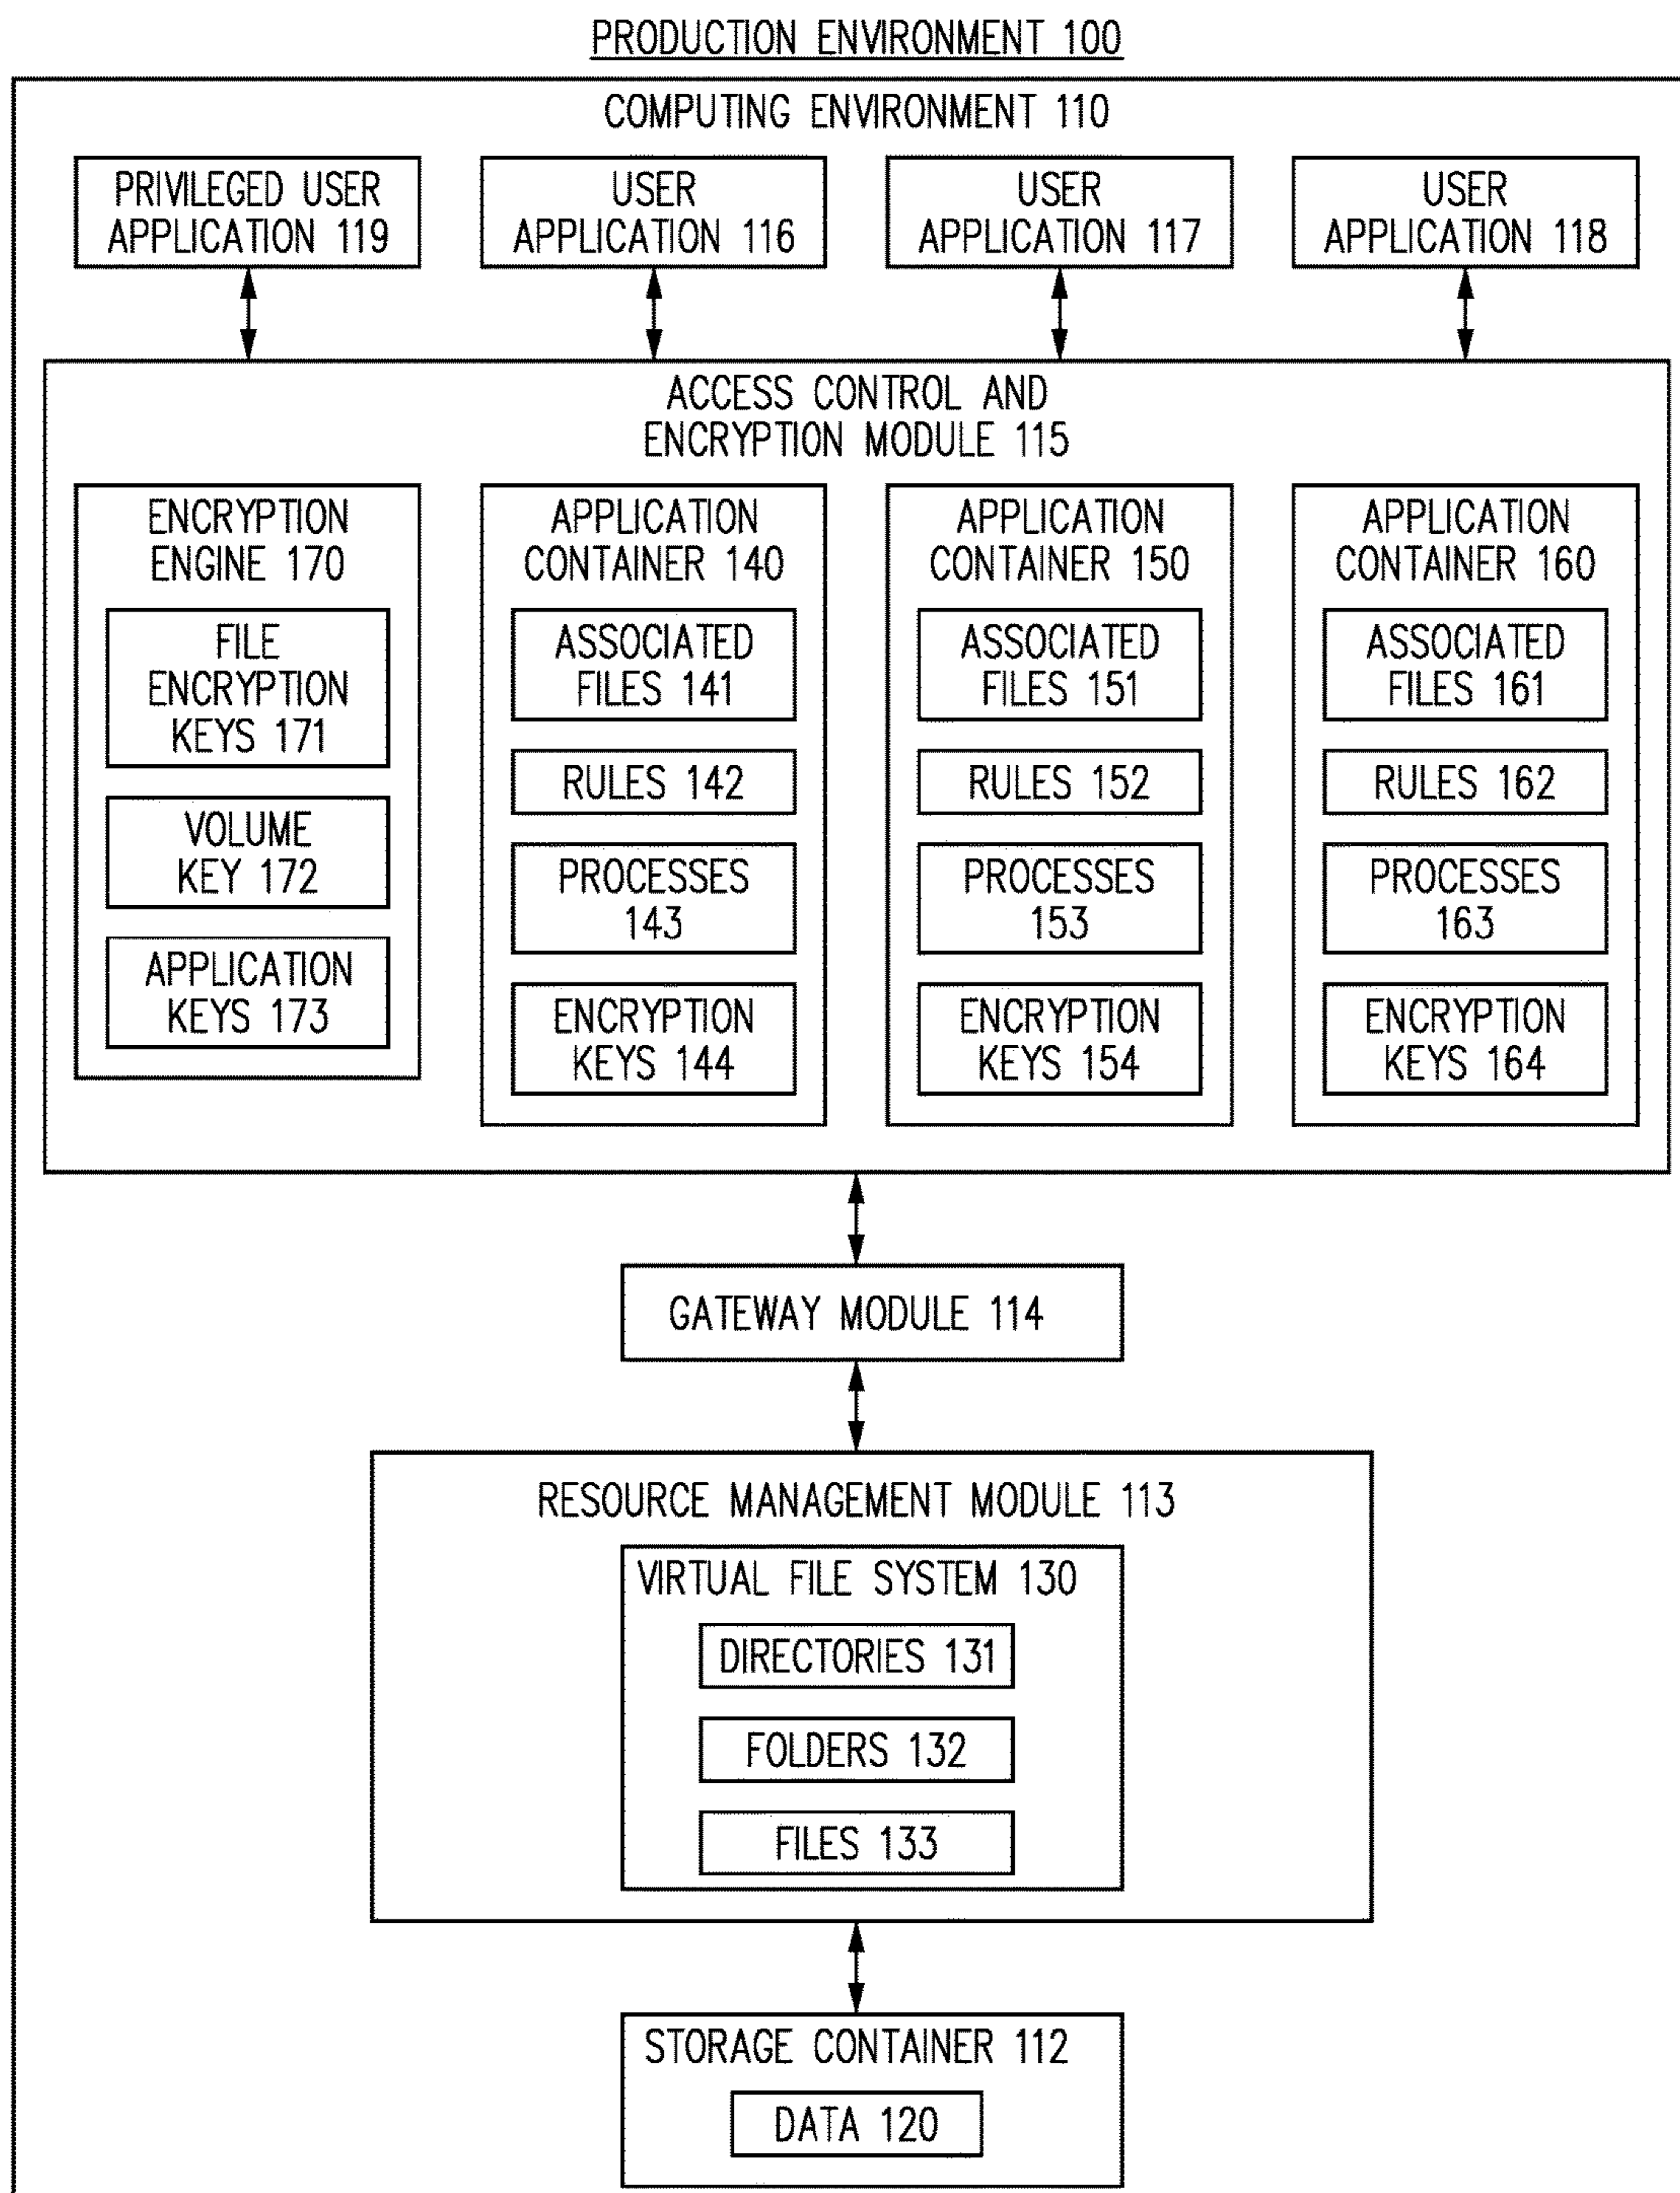 PRODUCTION ENVIRONMENT 100
COMPUTING ENVIRONMENT 110
PRIVILEGED USER
APPLICATION 119
USER
APPLICATION 116
USER
APPLICATION 117
USER
APPLICATION 118
ACCESS CONTROL AND
ENCRYPTION MODULE 115
ENCRYPTION
ENGINE 170
FILE
ENCRYPTION
KEYS 171
VOLUME
KEY 172
APPLICATION
KEYS 173
APPLICATION
CONTAINER 140
ASSOCIATED
FILES 141
RULES 142
PROCESSES
143
ENCRYPTION
KEYS 144
APPLICATION
CONTAINER 150
ASSOCIATED
FILES 151
RULES 152
PROCESSES
153
ENCRYPTION
KEYS 154
APPLICATION
CONTAINER 160
ASSOCIATED
FILES 161
RULES 162
PROCESSES
163
ENCRYPTION
KEYS 164
GATEWAY MODULE 114
RESOURCE MANAGEMENT MODULE 113
VIRTUAL FILE SYSTEM 130
DIRECTORIES 131
FOLDERS 132
FILES 133
STORAGE CONTAINER 112
DATA 120